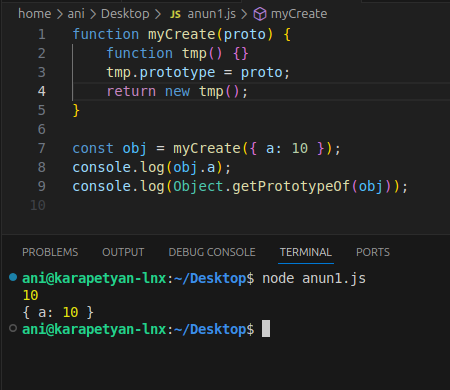 home > ani > Desktop > JS anun1.js > myCreate
1 function myCreate(proto) {
2     function tmp() {}
3     tmp.prototype = proto;
4     return new tmp();
5 }
6
7 const obj = myCreate({ a: 10 });
8 console.log(obj.a);
9 console.log(Object.getPrototypeOf(obj));
10
PROBLEMS OUTPUT DEBUG CONSOLE TERMINAL PORTS
ani@karapetyan-lnx:~/Desktop$ node anun1.js
10
{ a: 10 }
ani@karapetyan-lnx:~/Desktop$